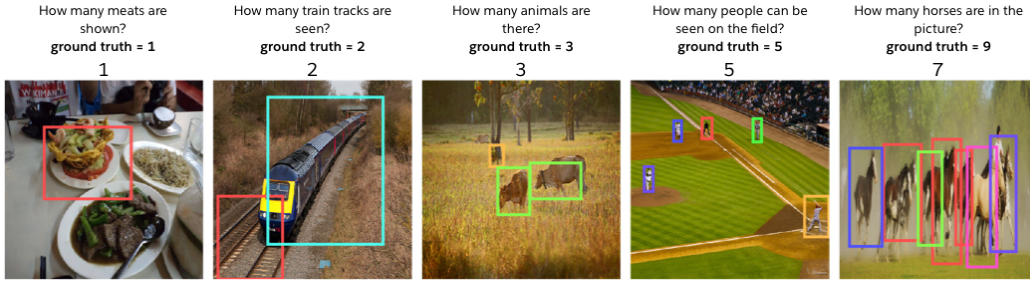 How many meats are
shown?
ground truth = 1
1
How many train tracks are
seen?
ground truth = 2
2
How many animals are
there?
ground truth = 3
3
How many people can be
seen on the field?
ground truth = 5
5
How many horses are in the
picture?
ground truth = 9
7
WIKIMAN